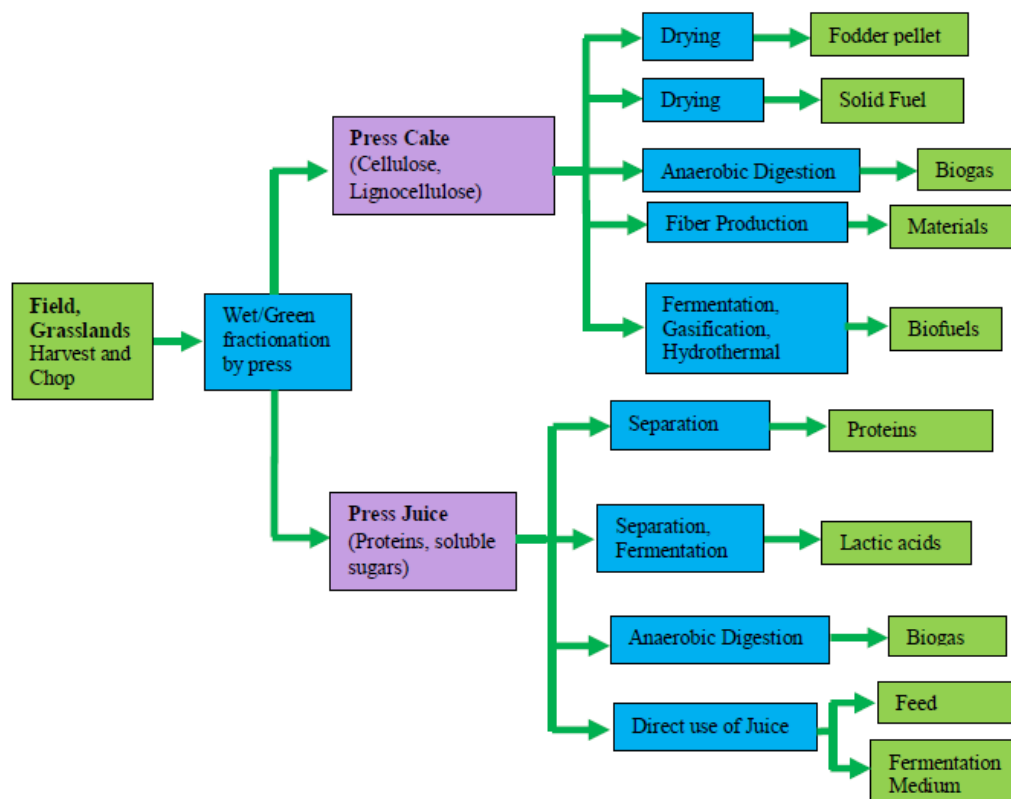 Drying
Fodder pellet
Drying
Solid Fuel
Press Cake
(Cellulose,
Lignocellulose)
Anaerobic Digestion
Biogas
Fiber Production
Materials
Field,
Grasslands
Harvest and
Chop
Wet/Green
fractionation
by press
Fermentation,
Gasification,
Hydrothermal
Biofuels
Separation
Proteins
Press Juice
(Proteins, soluble
sugars)
Separation,
Fermentation
Lactic acids
Anaerobic Digestion
Biogas
Direct use of Juice
Feed
Fermentation
Medium